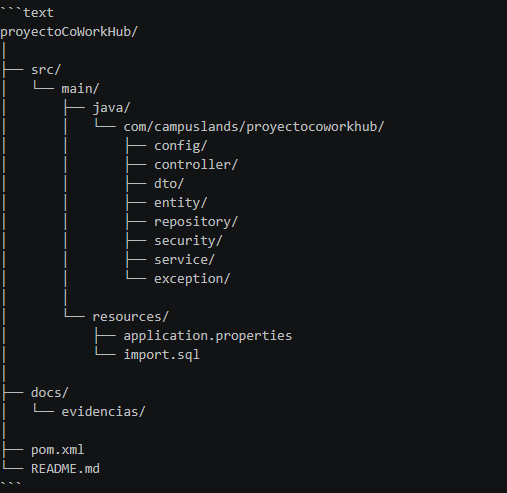 ```text
proyectoCoWorkHub/
│
├── src/
│   └── main/
│       ├── java/
│       │   └── com/campuslands/proyectocoworkhub/
│       │       ├── config/
│       │       ├── controller/
│       │       ├── dto/
│       │       ├── entity/
│       │       ├── repository/
│       │       ├── security/
│       │       ├── service/
│       │       └── exception/
│       │
│       └── resources/
│           ├── application.properties
│           └── import.sql
│
├── docs/
│   └── evidencias/
│
├── pom.xml
└── README.md
```